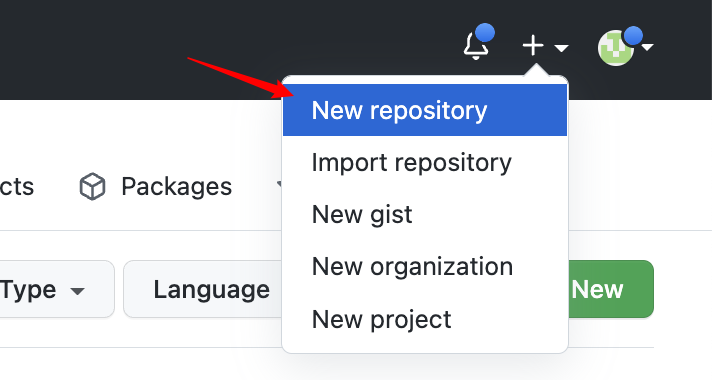 New repository
Import repository
New gist
New organization
New project
cts
Packages
Type
Language
New